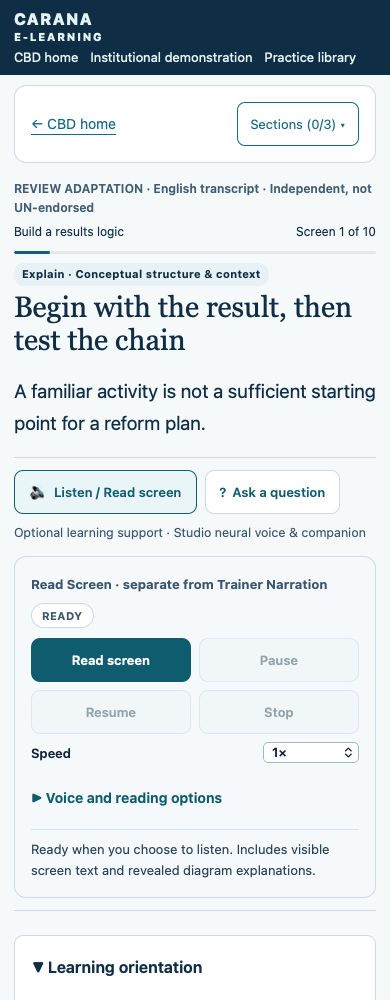 CARANA
E-LEARNING
CBD home Institutional demonstration Practice library
← CBD home
Sections (0/3) ▾
REVIEW ADAPTATION · English transcript · Independent, not
UN-endorsed
Build a results logic
Screen 1 of 10
Explain · Conceptual structure & context
Begin with the result, then
test the chain
A familiar activity is not a sufficient starting
point for a reform plan.
🔊 Listen / Read screen
? Ask a question
Optional learning support · Studio neural voice & companion
Read Screen · separate from Trainer Narration
READY
Read screen
Pause
Resume
Stop
Speed
1×
▶ Voice and reading options
Ready when you choose to listen. Includes visible
screen text and revealed diagram explanations.
▼ Learning orientation